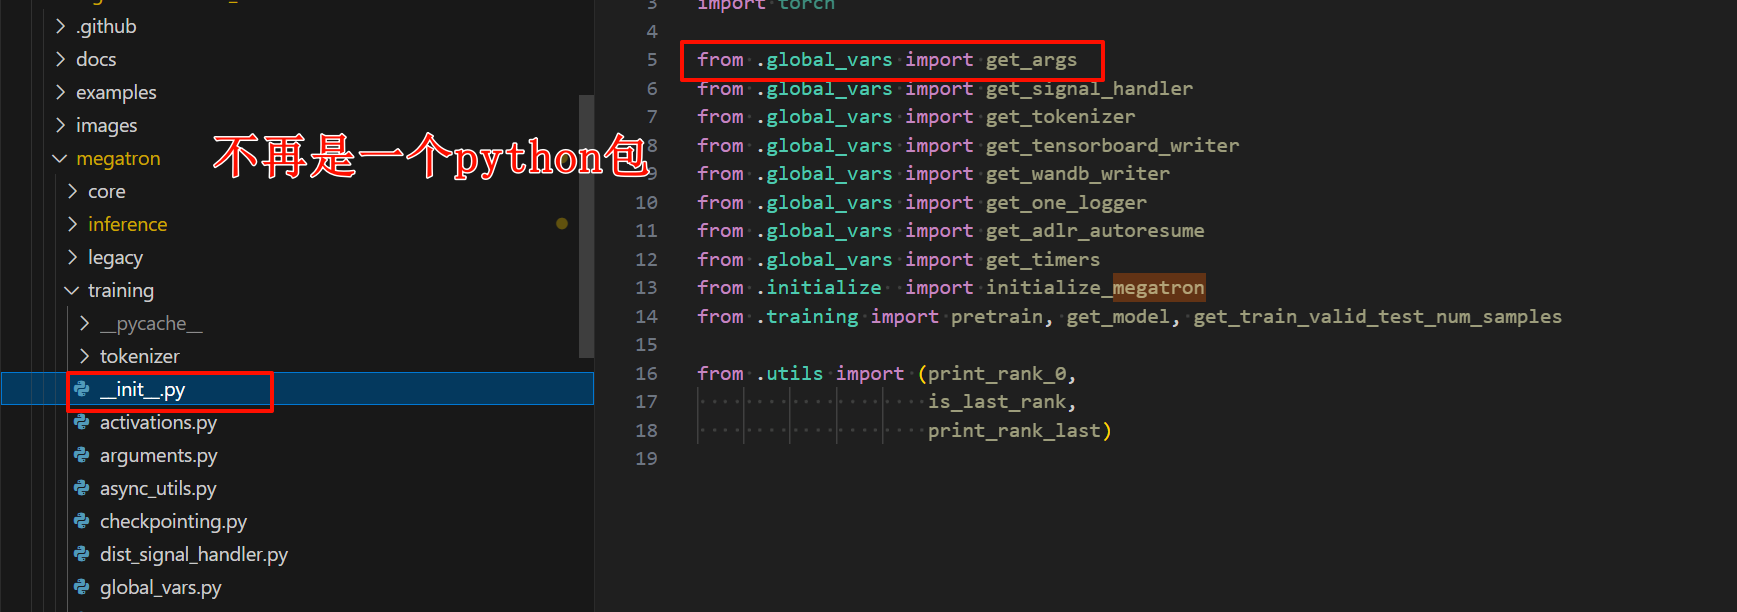 .github
docs
examples
images
megatron
core
inference
legacy
training
__pycache__
tokenizer
__init__.py
activations.py
arguments.py
async_utils.py
checkpointing.py
dist_signal_handler.py
global_vars.py
不再是一个python包
3 import torch
4
5 from .global_vars import get_args
6 from .global_vars import get_signal_handler
7 from .global_vars import get_tokenizer
8 from .global_vars import get_tensorboard_writer
9 from .global_vars import get_wandb_writer
10 from .global_vars import get_one_logger
11 from .global_vars import get_adlr_autoresume
12 from .global_vars import get_timers
13 from .initialize  import initialize_megatron
14 from .training import pretrain, get_model, get_train_valid_test_num_samples
15
16 from .utils import (print_rank_0,
17 is_last_rank,
18 print_rank_last)
19